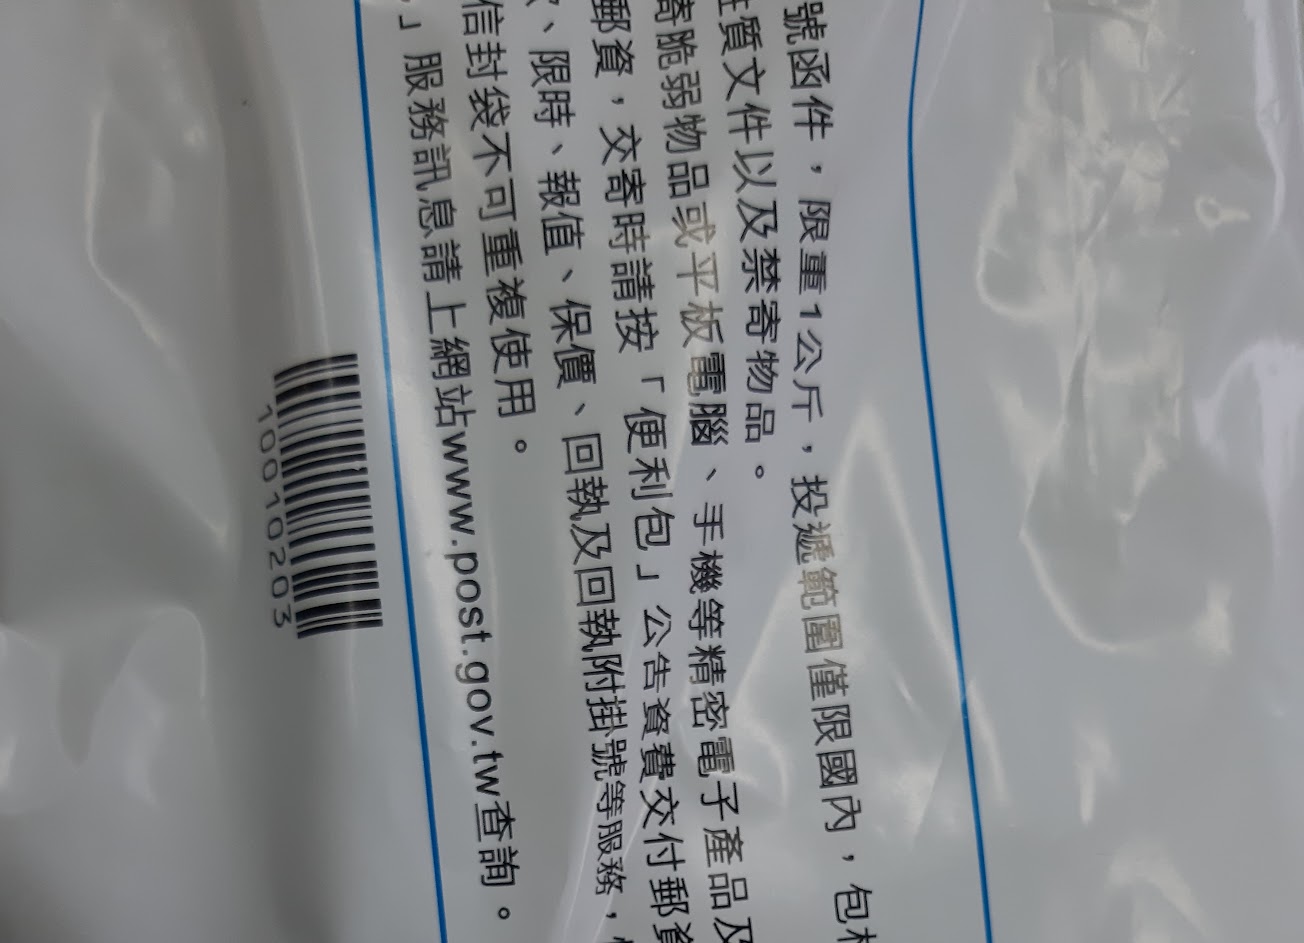 號函件，限重1公斤，投遞範圍僅限國內，包
質文件以及禁寄物品。
寄脆弱物品或平板電腦、手機等精密電子產品及
郵資，交寄時請按「便利包」公告資費交付郵資
、限時、報值、保價、回執及回執附掛號等服務，
信封袋不可重複使用。
」服務訊息請上網站www.post.gov.tw查詢。
10010203